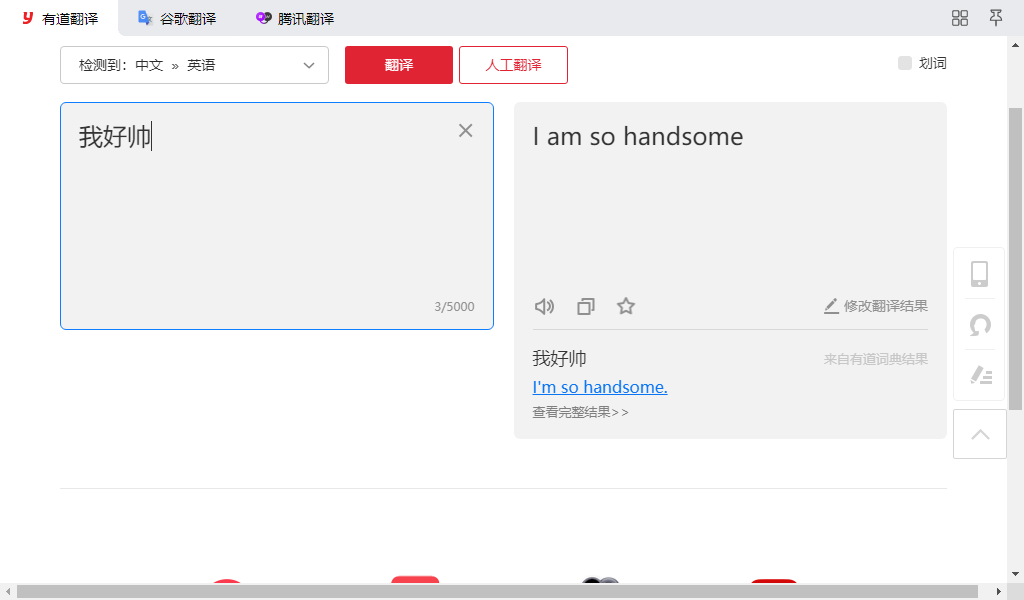 有道翻译
谷歌翻译
腾讯翻译
检测到：中文 » 英语
翻译
人工翻译
划词
我好帅
3/5000
I am so handsome
修改翻译结果
我好帅
来自有道词典结果
I'm so handsome.
查看完整结果>>